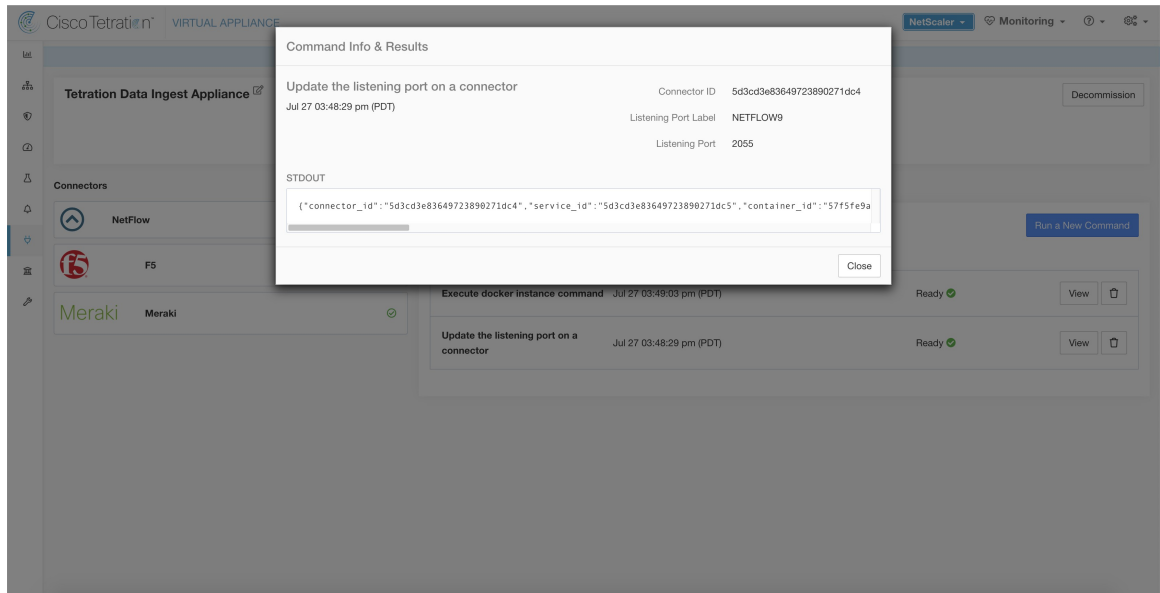 Cisco Tetration™ VIRTUAL APPLIANCE
NetScaler
Monitoring
Command Info & Results
Tetration Data Ingest Appliance
Decommission
Update the listening port on a connector
Jul 27 03:48:29 pm (PDT)
Connector ID 5d3cd3e83649723890271dc4
Listening Port Label NETFLOW9
Listening Port 2055
STDOUT
{"connector_id":"5d3cd3e83649723890271dc4","service_id":"5d3cd3e83649723890271dc5","container_id":"57f5fe9a
Close
Connectors
NetFlow
f5 F5
Meraki Meraki
Run a New Command
Execute docker instance command Jul 27 03:49:03 pm (PDT) Ready View
Update the listening port on a
connector
Jul 27 03:48:29 pm (PDT) Ready View